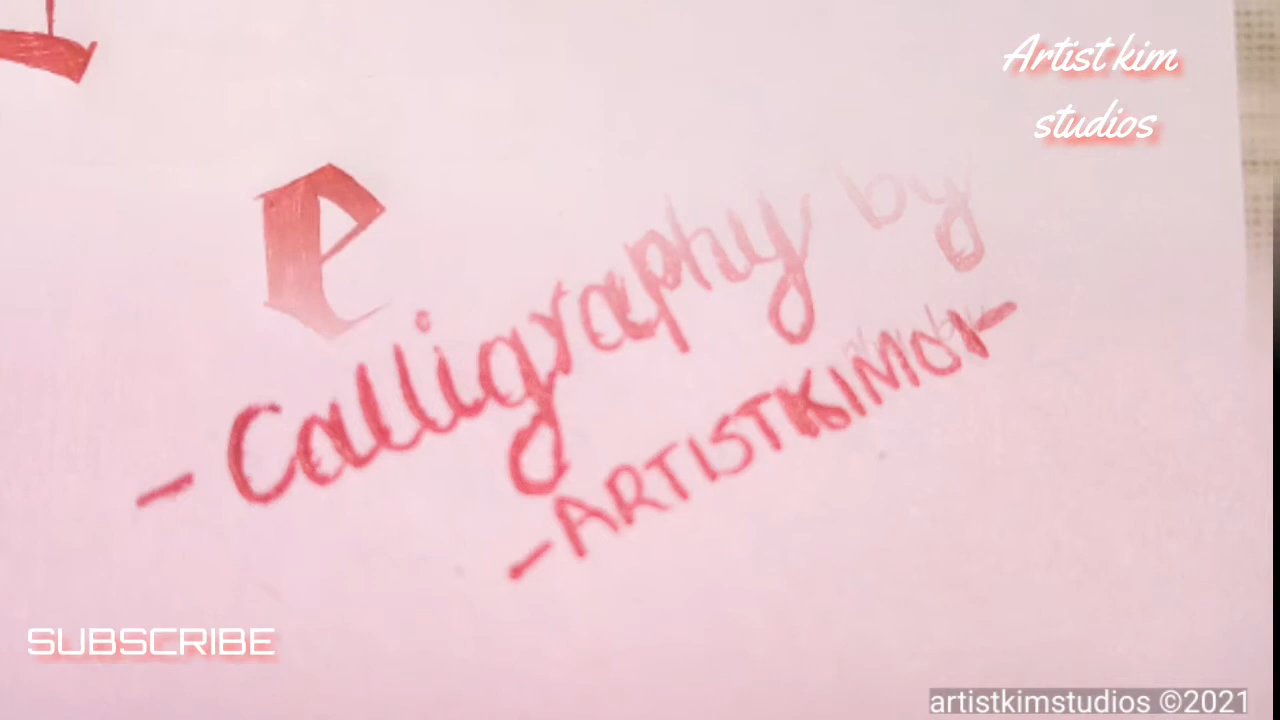 Artist kim
studios
e
-Calligraphy by
-ARTISTKIMOI-
SUBSCRIBE
artistkimstudios ©2021